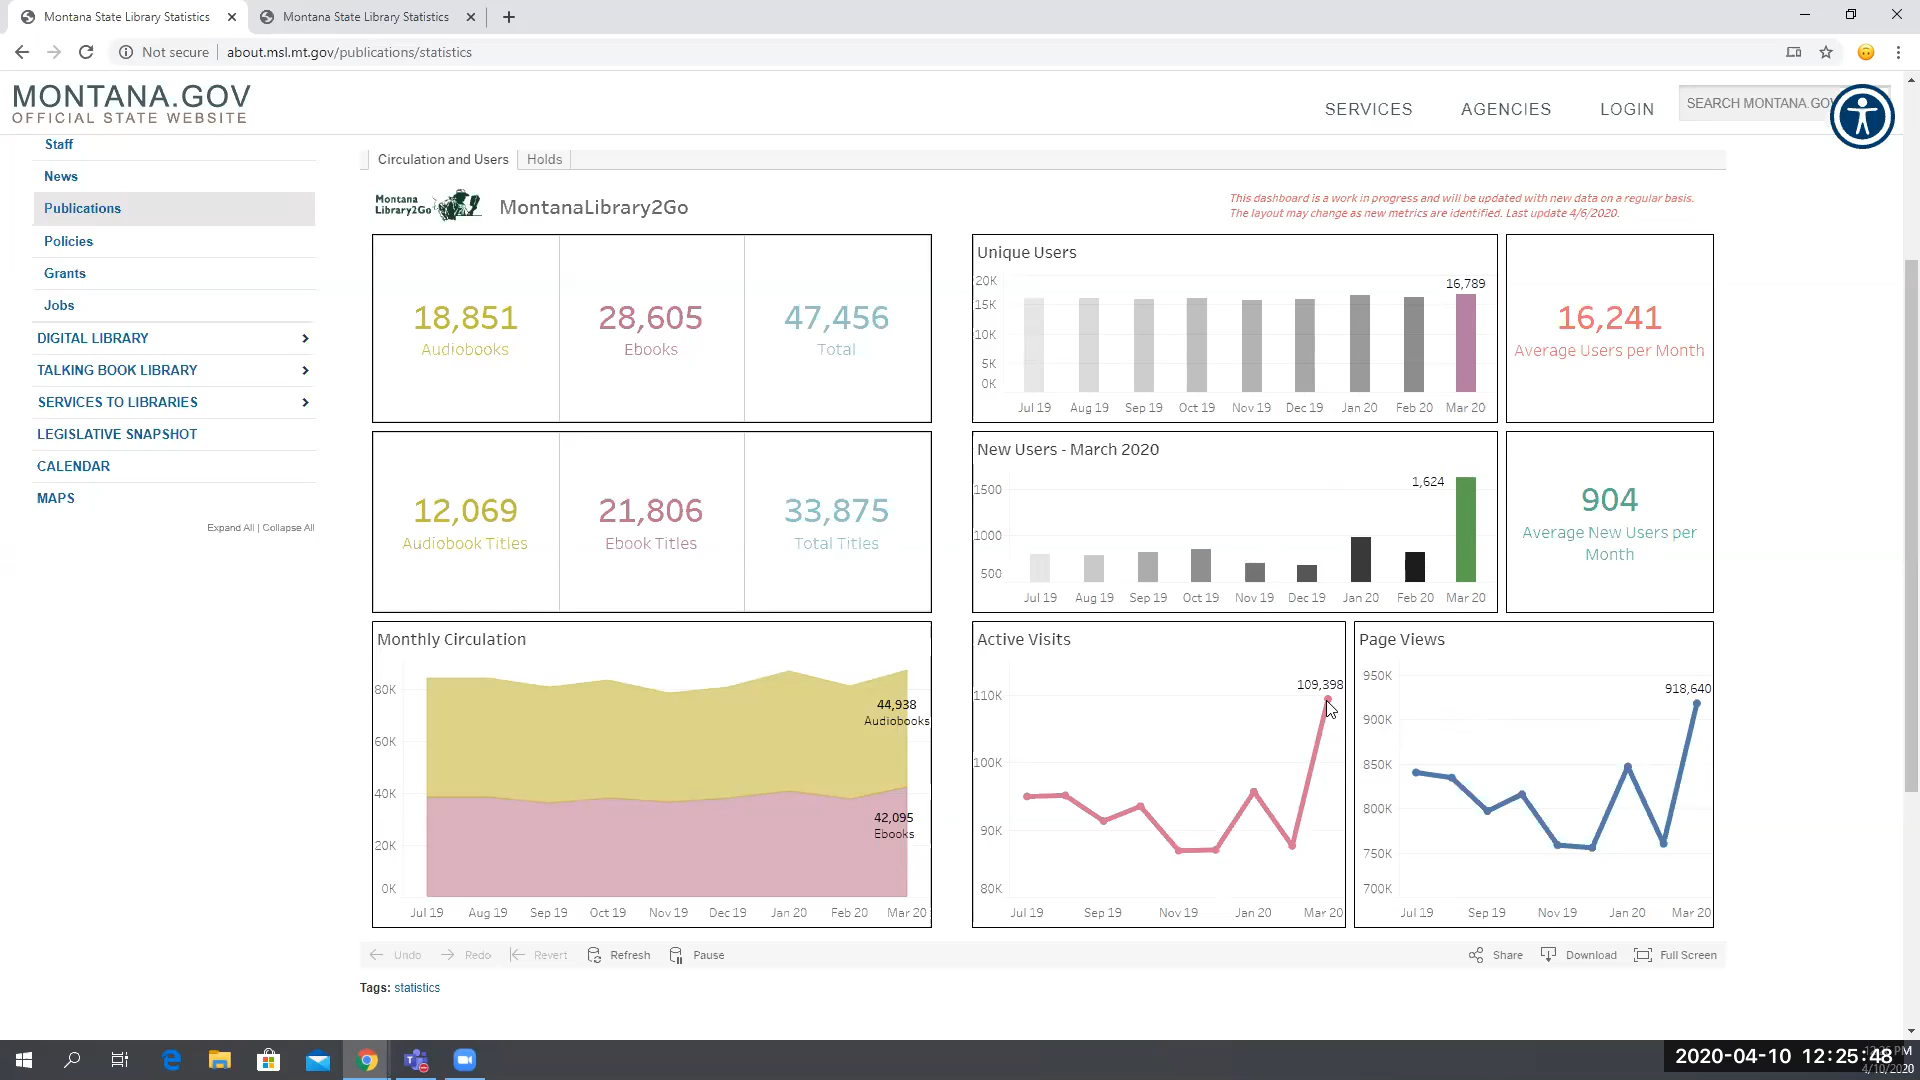 Montana State Library Statistics
Montana State Library Statistics
Not secure
about.msl.mt.gov/publications/statistics
MONTANA.GOV
OFFICIAL STATE WEBSITE
SERVICES
AGENCIES
LOGIN
SEARCH MONTANA.GOV
Staff
News
Publications
Policies
Grants
Jobs
DIGITAL LIBRARY
TALKING BOOK LIBRARY
SERVICES TO LIBRARIES
LEGISLATIVE SNAPSHOT
CALENDAR
MAPS
Expand All | Collapse All
Circulation and Users
Holds
Montana
Library2Go
MontanaLibrary2Go
This dashboard is a work in progress and will be updated with new data on a regular basis.
The layout may change as new metrics are identified. Last update 4/6/2020.
18,851
Audiobooks
28,605
Ebooks
47,456
Total
12,069
Audiobook Titles
21,806
Ebook Titles
33,875
Total Titles
Unique Users
20K
15K
10K
5K
0K
16,789
Jul 19 Aug 19 Sep 19 Oct 19 Nov 19 Dec 19 Jan 20 Feb 20 Mar 20
16,241
Average Users per Month
New Users - March 2020
1500
1000
500
1,624
Jul 19 Aug 19 Sep 19 Oct 19 Nov 19 Dec 19 Jan 20 Feb 20 Mar 20
904
Average New Users per
Month
Monthly Circulation
80K
60K
40K
20K
0K
44,938
Audiobooks
42,095
Ebooks
Jul 19 Aug 19 Sep 19 Oct 19 Nov 19 Dec 19 Jan 20 Feb 20 Mar 20
Active Visits
110K
100K
90K
80K
109,398
Jul 19 Sep 19 Nov 19 Jan 20 Mar 20
Page Views
950K
900K
850K
800K
750K
700K
918,640
Jul 19 Sep 19 Nov 19 Jan 20 Mar 20
Undo
Redo
Revert
Refresh
Pause
Share
Download
Full Screen
Tags: statistics
2020-04-10 12:25:48
4/10/2020